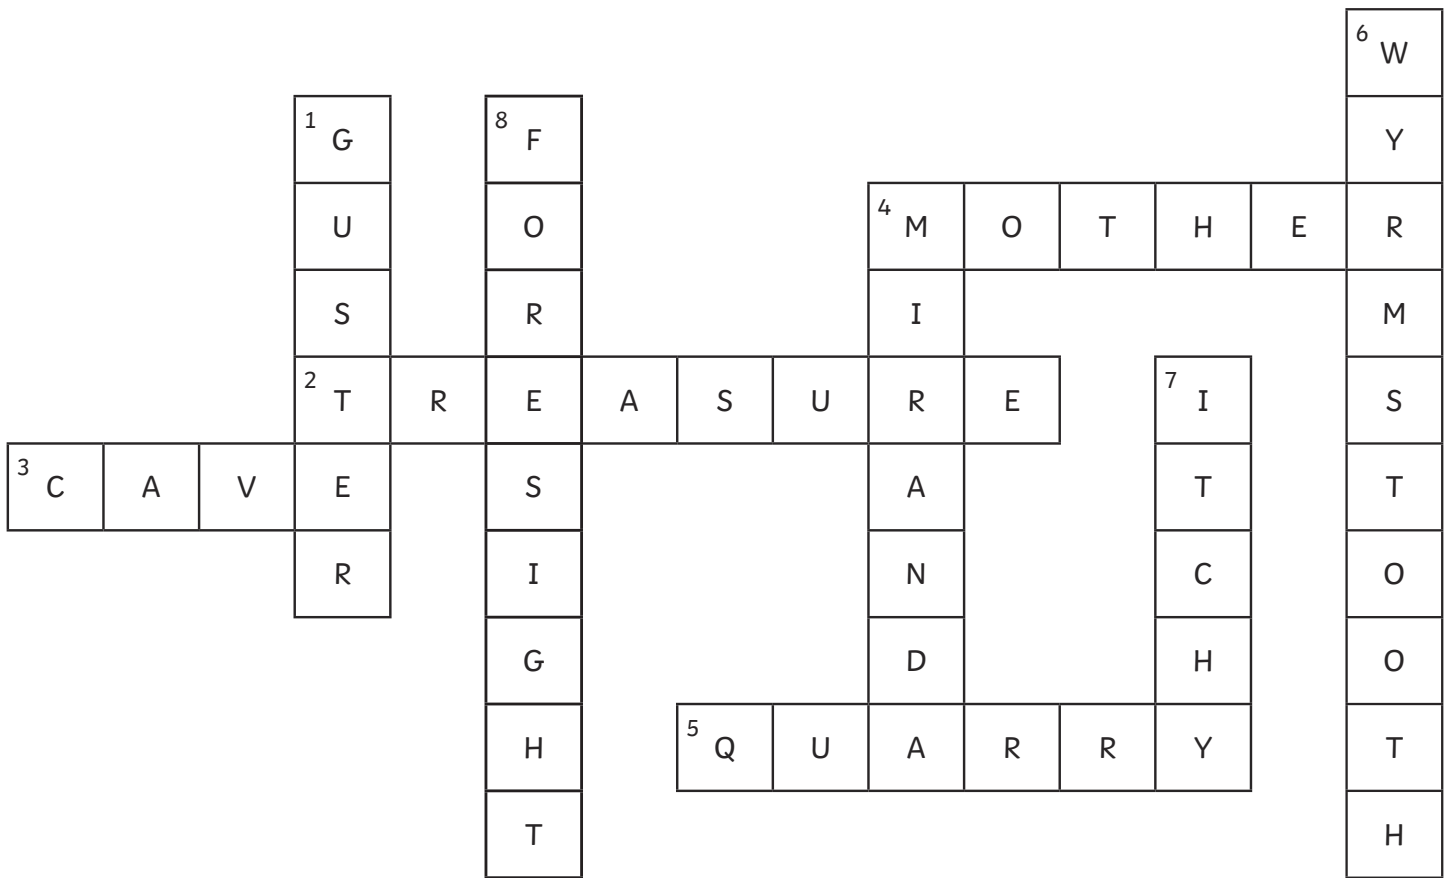 6 W
1 G 8 F Y
U O 4 M O T H E R
S R I M
2 T R E A S U R E 7 I S
3 C A V E S A T T
R I N C O
G D H O
H 5 Q U A R R Y T
T H